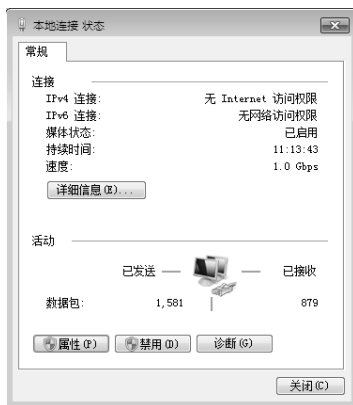 本地连接 状态
常规
连接
IPv4 连接: 无 Internet 访问权限
IPv6 连接: 无网络访问权限
媒体状态: 已启用
持续时间: 11:13:43
速度: 1.0 Gbps
详细信息(E)...
活动
已发送 — — 已接收
数据包: 1,581 | 879
属性(P) 禁用(D) 诊断(G)
关闭(C)